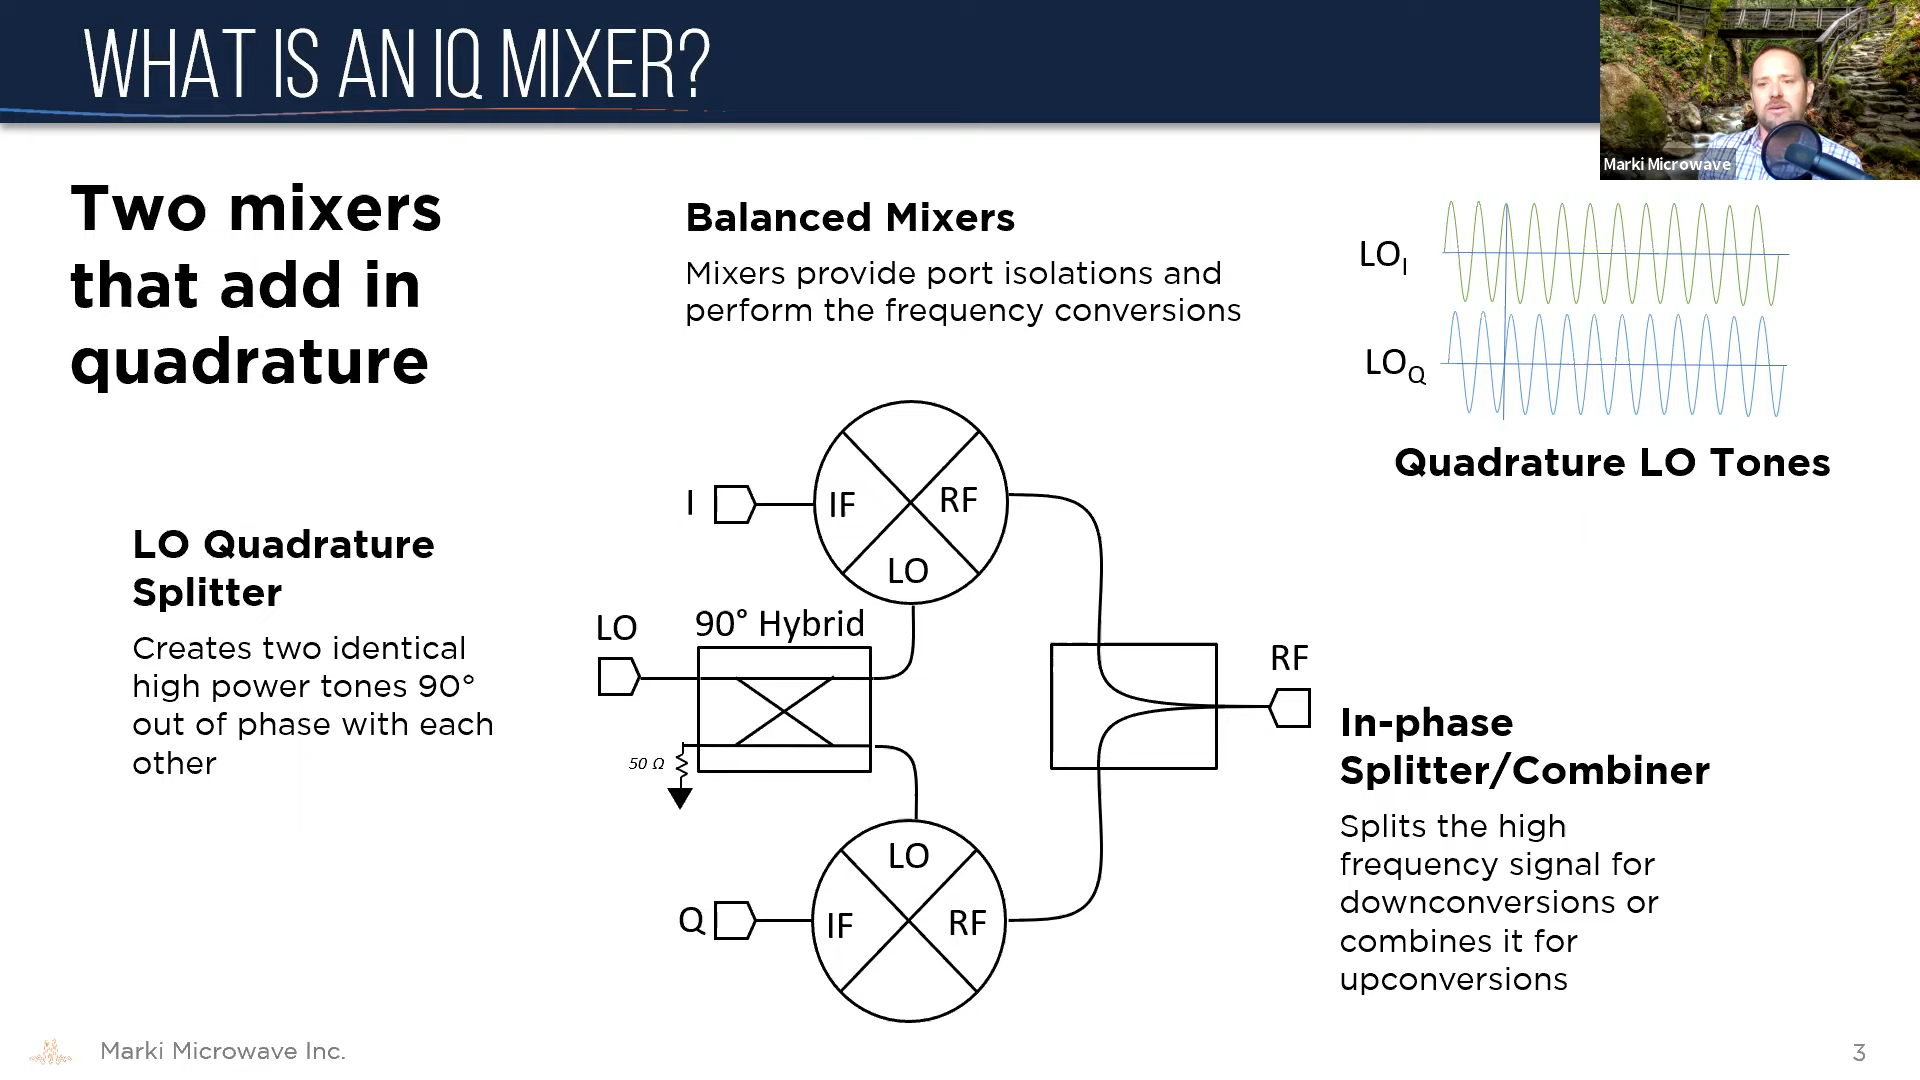 WHAT IS AN IQ MIXER?
Marki Microwave
Two mixers
that add in
quadrature
Balanced Mixers
Mixers provide port isolations and
perform the frequency conversions
LOI
LOQ
Quadrature LO Tones
LO Quadrature
Splitter
Creates two identical
high power tones 90°
out of phase with each
other
I
IF
RF
LO
LO
90° Hybrid
50 Ω
RF
LO
Q
IF
RF
In-phase
Splitter/Combiner
Splits the high
frequency signal for
downconversions or
combines it for
upconversions
Marki Microwave Inc.
3